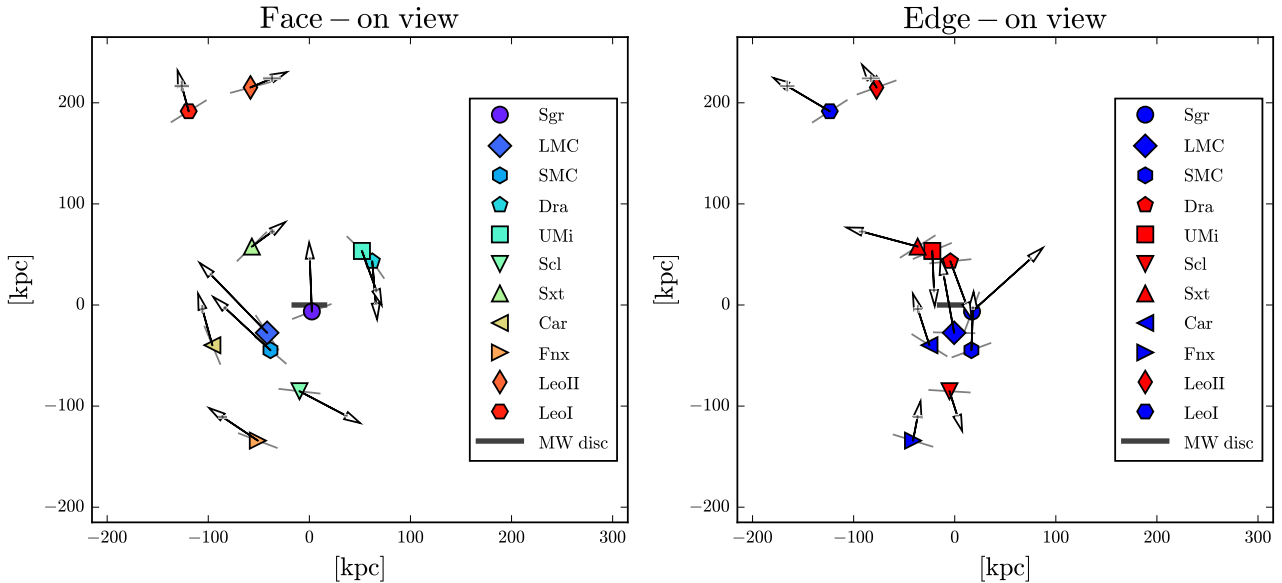 Face − on view
200
100
0
−100
−200
[kpc]
−200 −100 0 100 200 300
[kpc]
Sgr
LMC
SMC
Dra
UMi
Scl
Sxt
Car
Fnx
LeoII
LeoI
MW disc
Edge − on view
200
100
0
−100
−200
[kpc]
−200 −100 0 100 200 300
[kpc]
Sgr
LMC
SMC
Dra
UMi
Scl
Sxt
Car
Fnx
LeoII
LeoI
MW disc